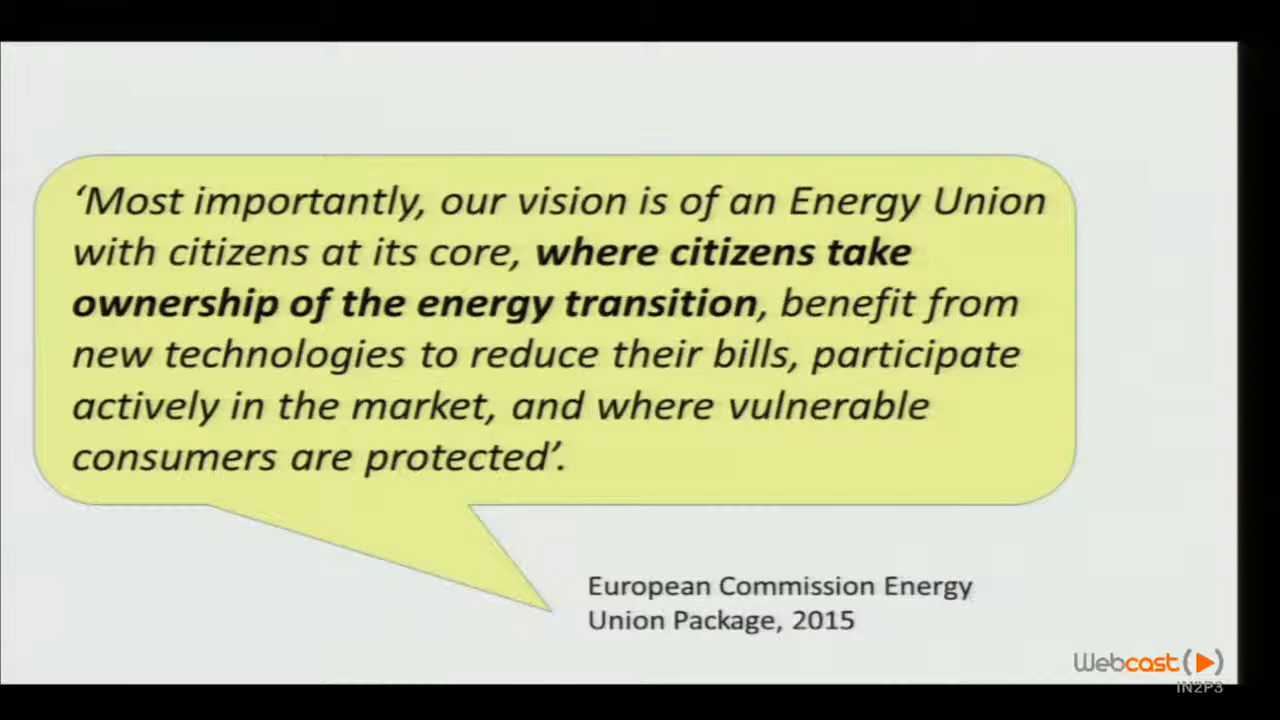 ‘Most importantly, our vision is of an Energy Union
with citizens at its core, where citizens take
ownership of the energy transition, benefit from
new technologies to reduce their bills, participate
actively in the market, and where vulnerable
consumers are protected’.
European Commission Energy
Union Package, 2015
Webcast
IN2P3